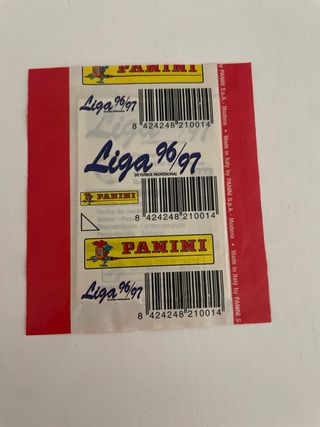 PANINI
Liga 96/97
8 424248 210014
Liga 96/97
DE FUTBOL PROFESIONAL
PANINI
8 424248 210014
PANINI
Liga 96/97
8 424248 210014
by PANINI S.p.A. - Modena • Made in Italy by PANINI S.p.A. - Modena • Made in Italy by PANINI S